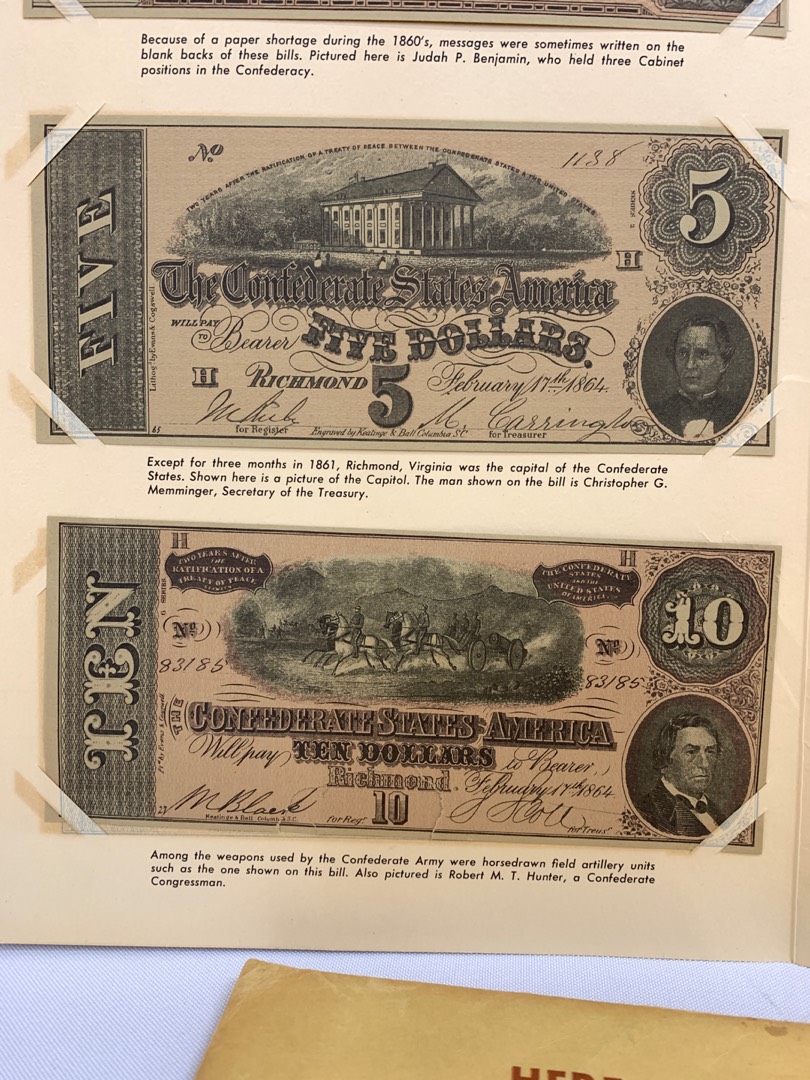 Because of a paper shortage during the 1860's, messages were sometimes written on the
blank backs of these bills. Pictured here is Judah P. Benjamin, who held three Cabinet
positions in the Confederacy.
No
1138
TWO YEARS AFTER THE RATIFICATION OF A TREATY OF PEACE BETWEEN THE CONFEDERATE STATES & THE UNITED STATES
5
FIVE
H
The Confederate States of America
WILL PAY
TO Bearer FIVE DOLLARS.
Lithog'd by Evans & Cogswell
H RICHMOND 5 February 17th 1864.
Carrington
65 for Register Engraved by Keatinge & Ball Columbia S.C. for Treasurer
Except for three months in 1861, Richmond, Virginia was the capital of the Confederate
States. Shown here is a picture of the Capitol. The man shown on the bill is Christopher G.
Memminger, Secretary of the Treasury.
H H
TWO YEARS AFTER
THE
RATIFICATION OF A
TREATY OF PEACE
THE CONFEDERATE
STATES
AND THE
UNITED STATES
OF AMERICA.
TEN
10
No No
83185 83185
THE
CONFEDERATE STATES OF AMERICA
Will pay TEN DOLLARS to Bearer,
Richmond. February 17th 1864
10
Keatinge & Ball Columbia S.C. for Regr for Treasr
Among the weapons used by the Confederate Army were horsedrawn field artillery units
such as the one shown on this bill. Also pictured is Robert M. T. Hunter, a Confederate
Congressman.